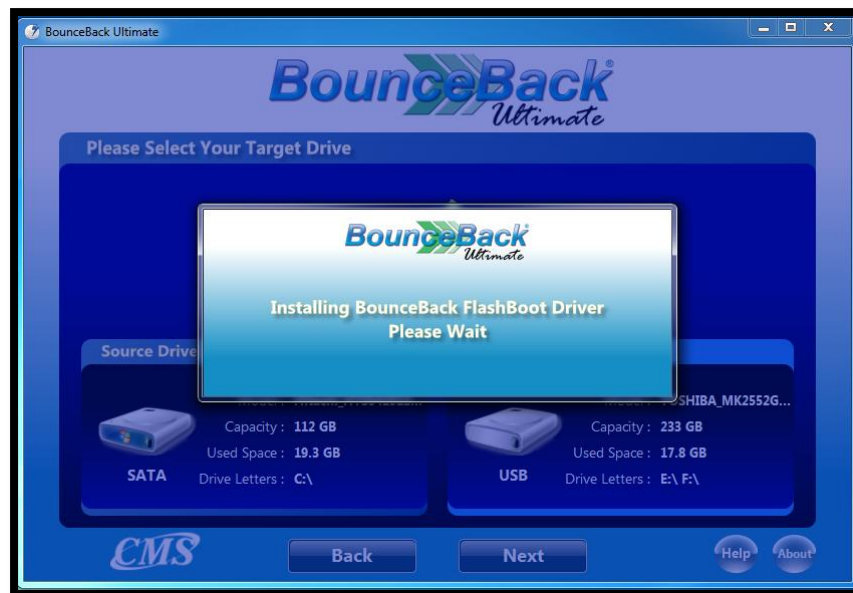 BounceBack Ultimate
BounceBack®
Ultimate
Please Select Your Target Drive
BounceBack
Ultimate
Installing BounceBack FlashBoot Driver
Please Wait
Source Drive
SHIBA_MK2552G...
Capacity : 112 GB
Capacity : 233 GB
Used Space : 19.3 GB
Used Space : 17.8 GB
SATA
Drive Letters : C:\
USB
Drive Letters : E:\ F:\
CMS
Back
Next
Help
About